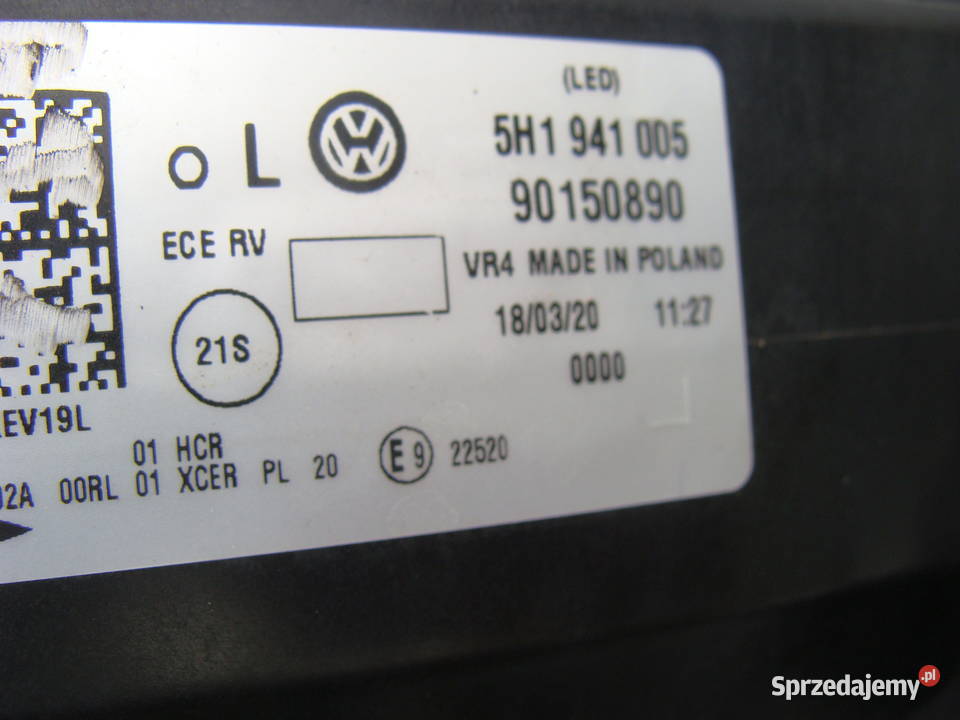 (LED)
L
5H1 941 005
90150890
ECE RV
VR4 MADE IN POLAND
18/03/20 11:27
21S
0000
EV19L
01 HCR
02A 00RL 01 XCER PL 20 E9 22520
Sprzedajemy.pl